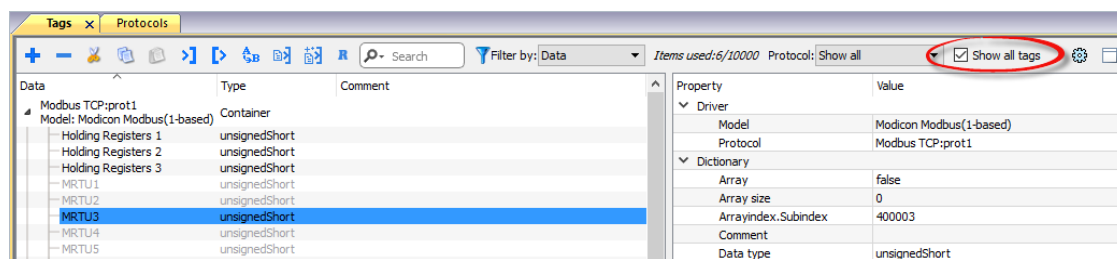 Tags x Protocols
R Search Filter by: Data Items used:6/10000 Protocol: Show all Show all tags
Data Type Comment Property Value
Modbus TCP:prot1
Model: Modicon Modbus(1-based) Container
Holding Registers 1 unsignedShort
Holding Registers 2 unsignedShort
Holding Registers 3 unsignedShort
MRTU1 unsignedShort
MRTU2 unsignedShort
MRTU3 unsignedShort
MRTU4 unsignedShort
MRTU5 unsignedShort
Driver
Model Modicon Modbus(1-based)
Protocol Modbus TCP:prot1
Dictionary
Array false
Array size 0
Arrayindex.Subindex 400003
Comment
Data type unsignedShort